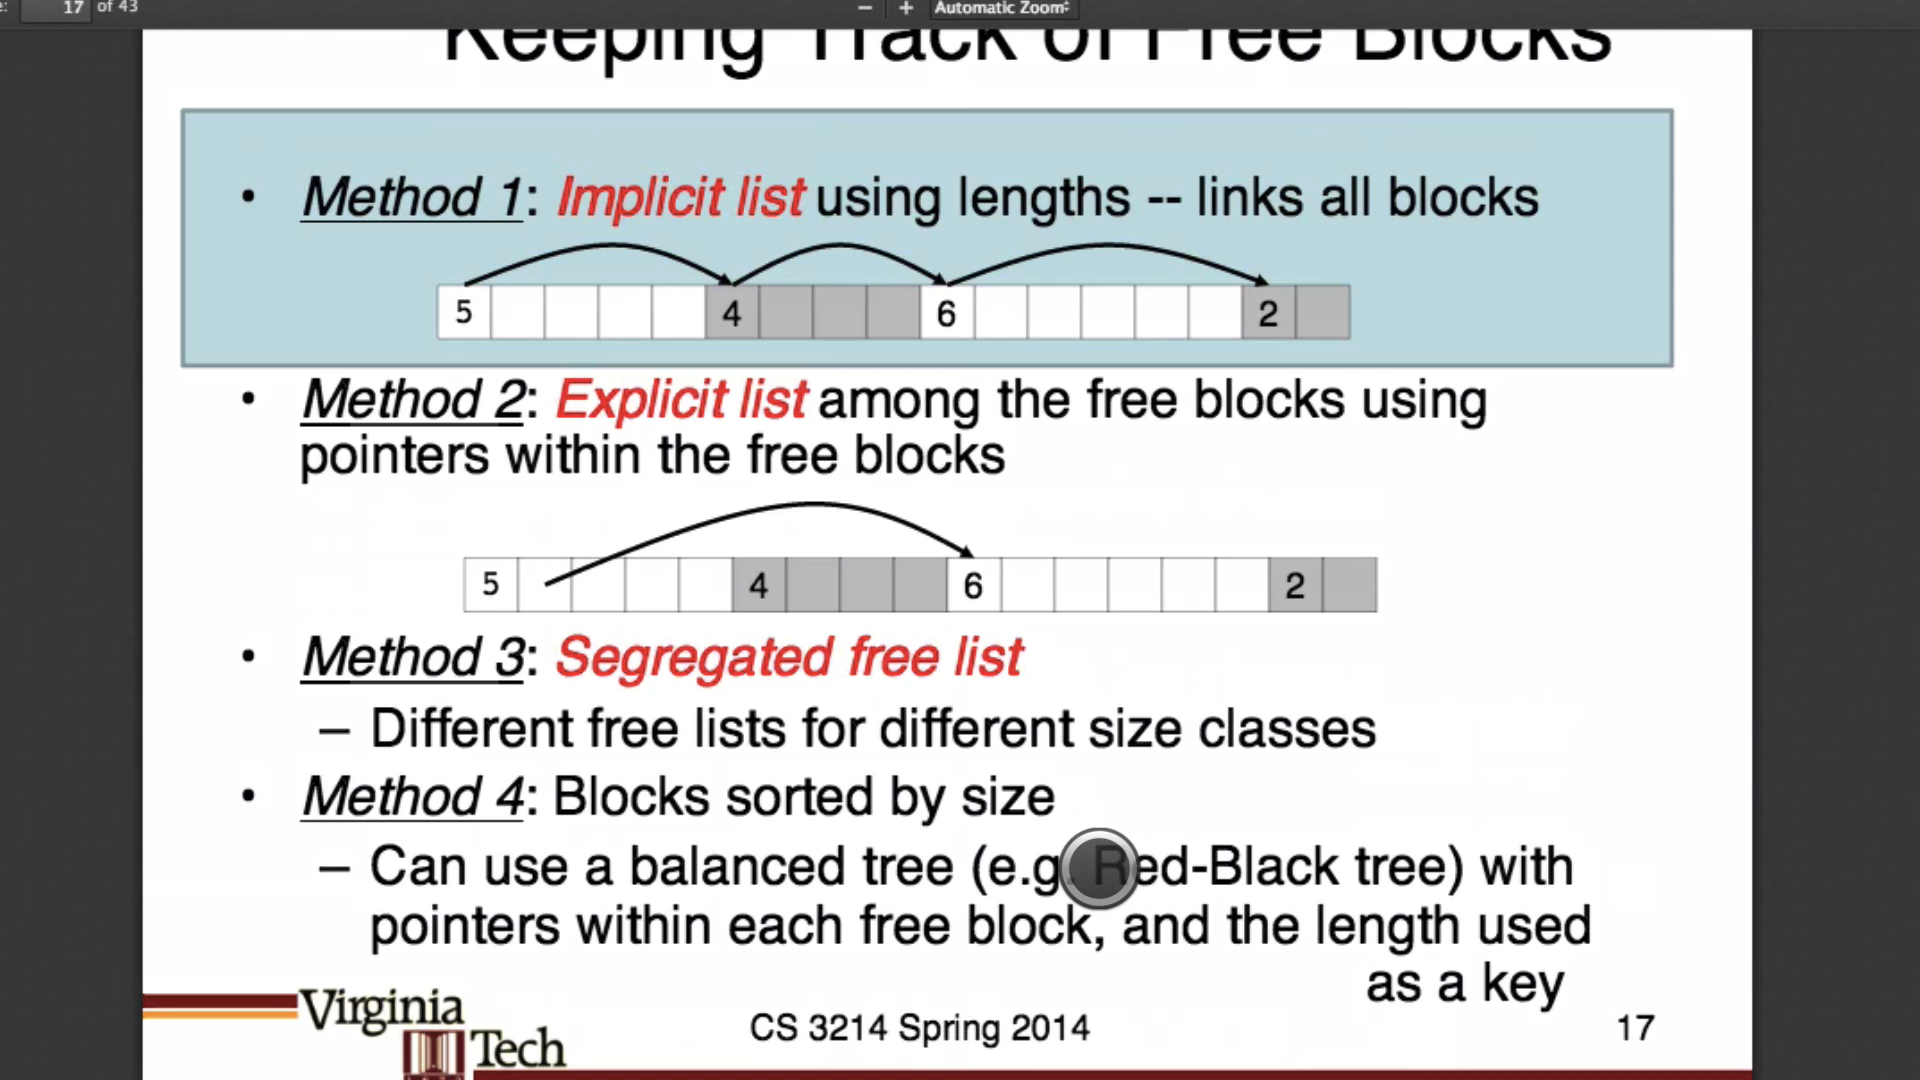 17 of 43 − + Automatic Zoom
Keeping Track of Free Blocks
• Method 1: Implicit list using lengths -- links all blocks
5 4 6 2
• Method 2: Explicit list among the free blocks using
pointers within the free blocks
5 4 6 2
• Method 3: Segregated free list
– Different free lists for different size classes
• Method 4: Blocks sorted by size
– Can use a balanced tree (e.g. Red-Black tree) with
pointers within each free block, and the length used
as a key
Virginia
Tech
CS 3214 Spring 2014
17